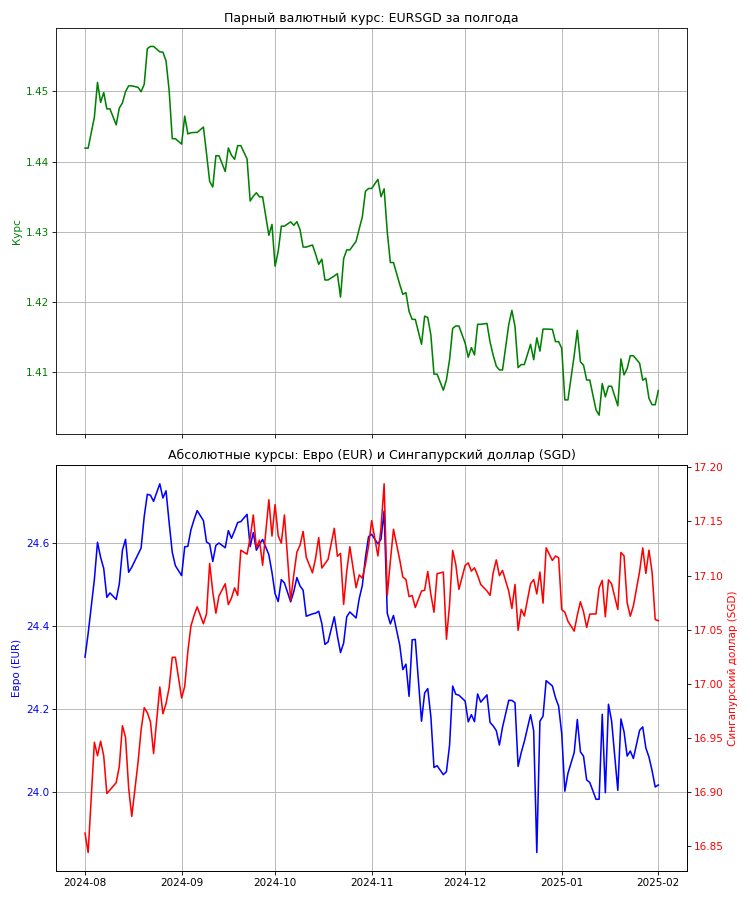 Парный валютный курс: EURSGD за полгода
Курс
1.45
1.44
1.43
1.42
1.41
Абсолютные курсы: Евро (EUR) и Сингапурский доллар (SGD)
Евро (EUR)
24.6
24.4
24.2
24.0
17.20
17.15
17.10
17.05
17.00
16.95
16.90
16.85
Сингапурский доллар (SGD)
2024-08 2024-09 2024-10 2024-11 2024-12 2025-01 2025-02